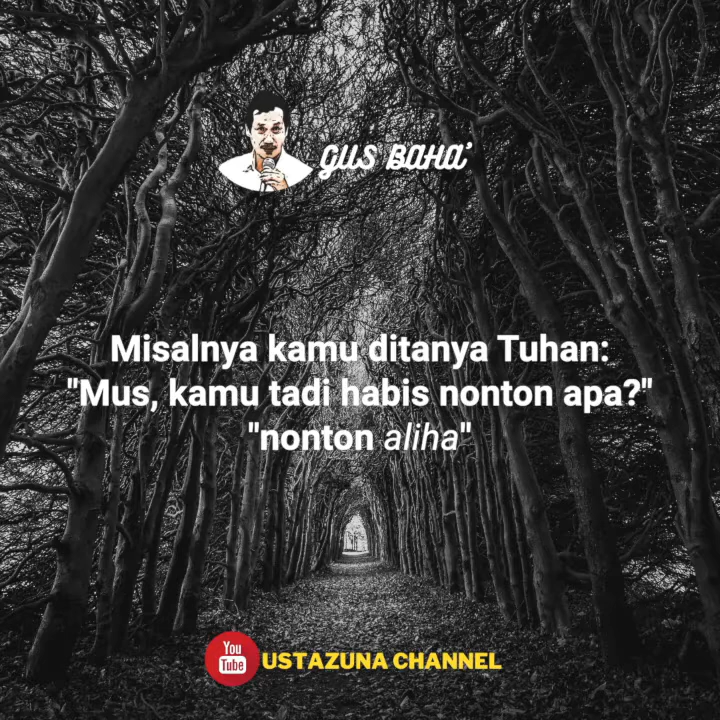 GUS BAHA'
Misalnya kamu ditanya Tuhan:
"Mus, kamu tadi habis nonton apa?"
"nonton aliha"
You
Tube
USTAZUNA CHANNEL